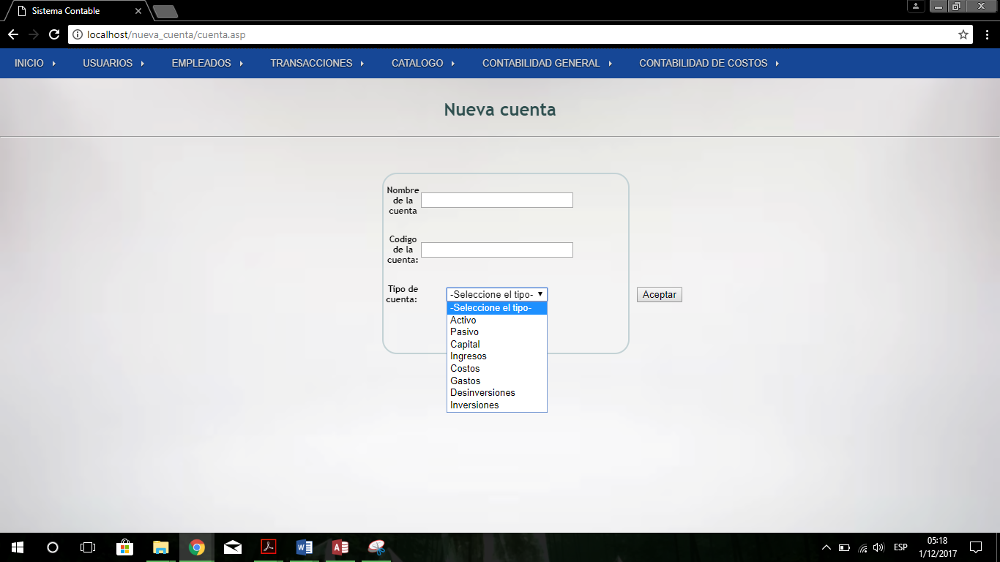 Sistema Contable
localhost/nueva_cuenta/cuenta.asp
INICIO USUARIOS EMPLEADOS TRANSACCIONES CATALOGO CONTABILIDAD GENERAL CONTABILIDAD DE COSTOS
Nueva cuenta
Nombre
de la
cuenta
Codigo
de la
cuenta:
Tipo de
cuenta:
-Seleccione el tipo-
Aceptar
-Seleccione el tipo-
Activo
Pasivo
Capital
Ingresos
Costos
Gastos
Desinversiones
Inversiones
ESP
05:18
1/12/2017